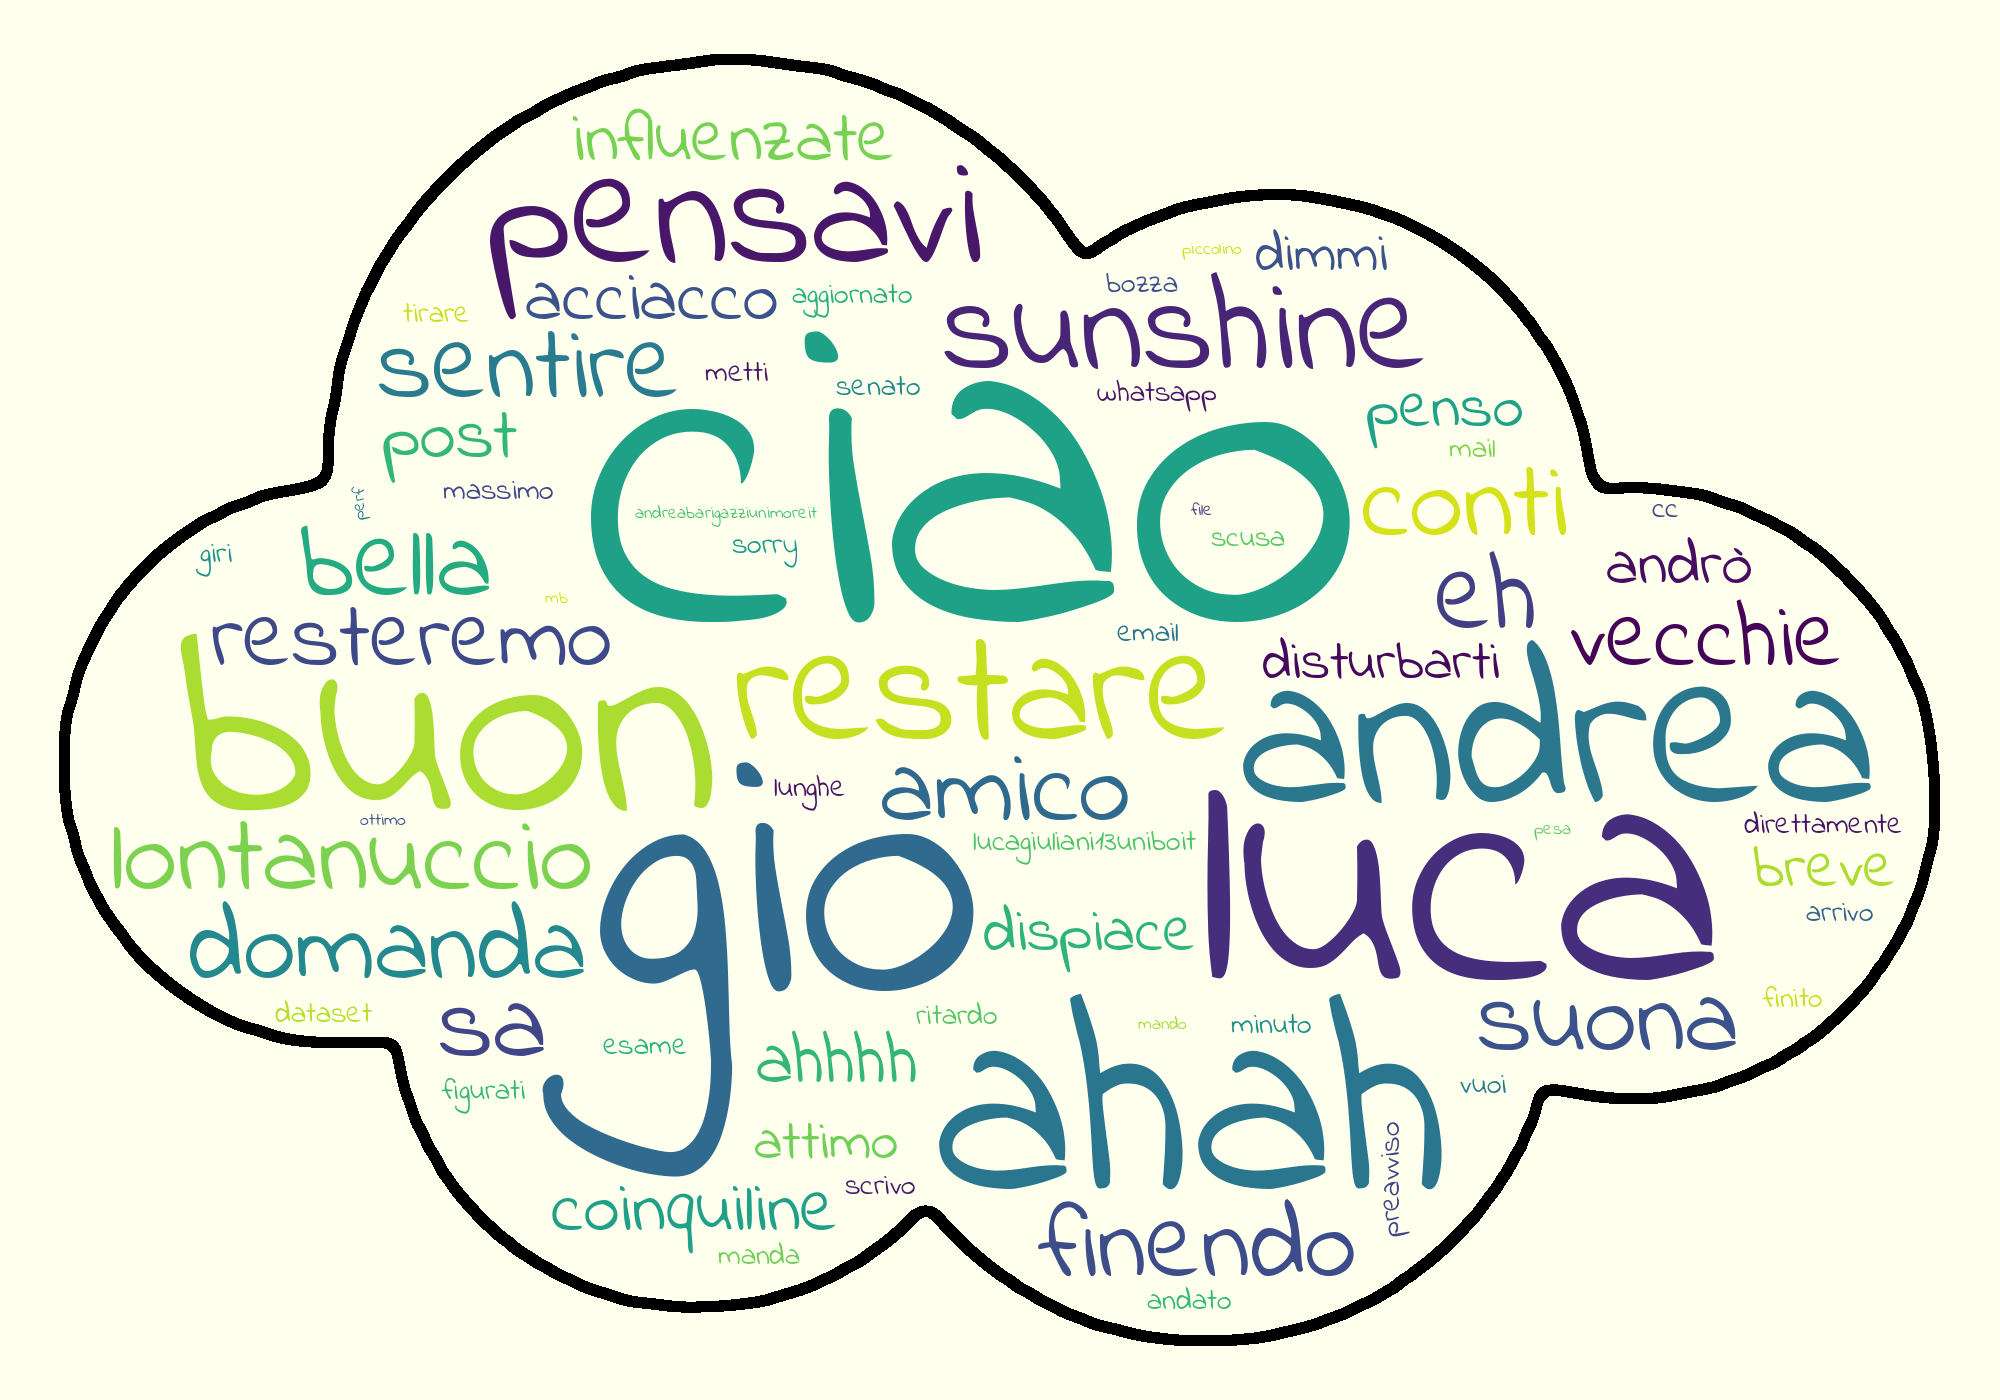 influenzate
pensavi
piccolino
dimmi
bozza
acciacco
aggiornato
tirare
sunshine
sentire
metti
senato
whatsapp
penso
post
mail
ciao
massimo
perf
conti
file
cc
andreabarigazziunimoreit
scusa
sorry
giri
bella
andrò
eh
mb
resteremo
email
vecchie
disturbarti
buon
restare
andrea
lunghe
amico
ottimo
direttamente
pesa
lucagiuliani13uniboit
lontanuccio
gio
luca
breve
arrivo
domanda
dispiace
dataset
sa
ritardo
mando
minuto
suona
finito
esame
ahhhh
ahah
figurati
vuoi
attimo
preavviso
scrivo
coinquiline
manda
finendo
andato